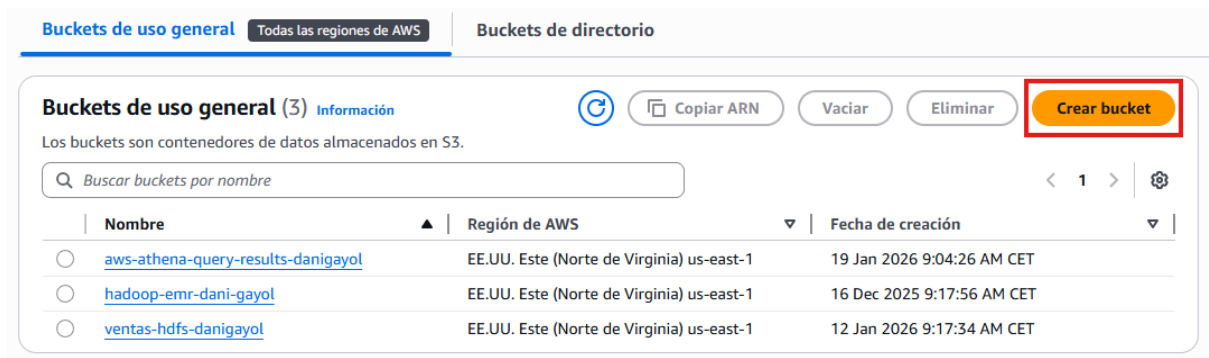 Buckets de uso general Todas las regiones de AWS Buckets de directorio
Buckets de uso general (3) Información Copiar ARN Vaciar Eliminar Crear bucket
Los buckets son contenedores de datos almacenados en S3.
Buscar buckets por nombre < 1 >
Nombre Región de AWS Fecha de creación
aws-athena-query-results-danigayol EE.UU. Este (Norte de Virginia) us-east-1 19 Jan 2026 9:04:26 AM CET
hadoop-emr-dani-gayol EE.UU. Este (Norte de Virginia) us-east-1 16 Dec 2025 9:17:56 AM CET
ventas-hdfs-danigayol EE.UU. Este (Norte de Virginia) us-east-1 12 Jan 2026 9:17:34 AM CET